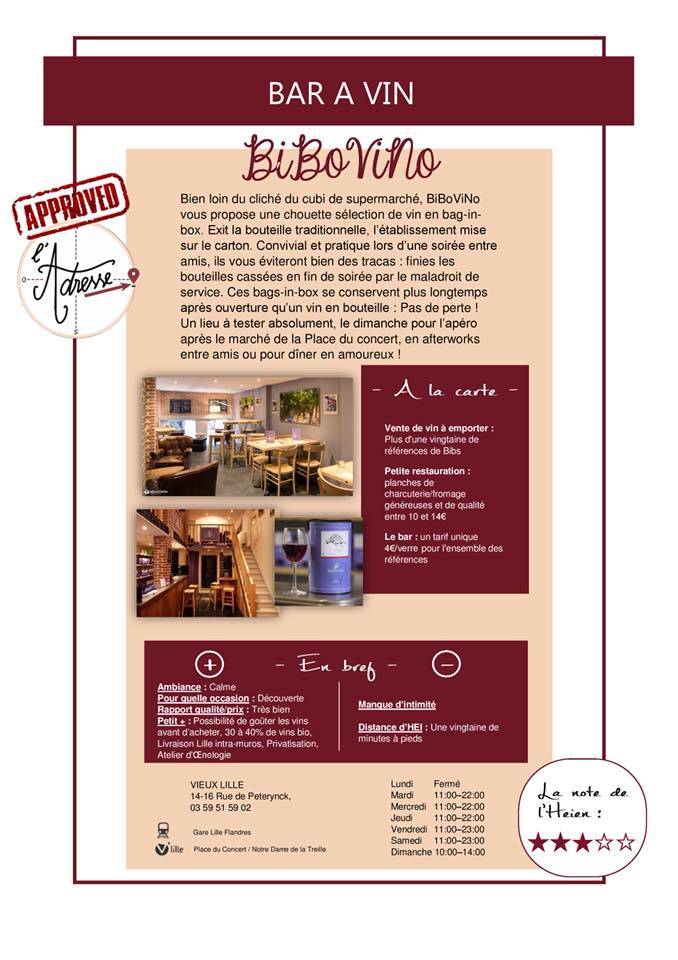 BAR A VIN
BiBoViNo
APPROVED
l'Adresse
Bien loin du cliché du cubi de supermarché, BiBoViNo
vous propose une chouette sélection de vin en bag-in-
box. Exit la bouteille traditionnelle, l'établissement mise
sur le carton. Convivial et pratique lors d'une soirée entre
amis, ils vous éviteront bien des tracas : finies les
bouteilles cassées en fin de soirée par le maladroit de
service. Ces bags-in-box se conservent plus longtemps
après ouverture qu'un vin en bouteille : Pas de perte !
Un lieu à tester absolument, le dimanche pour l'apéro
après le marché de la Place du concert, en afterworks
entre amis ou pour dîner en amoureux !
- A la carte -
Vente de vin à emporter :
Plus d'une vingtaine de
références de Bibs
Petite restauration :
planches de
charcuterie/fromage
généreuses et de qualité
entre 10 et 14€
Le bar : un tarif unique
4€/verre pour l'ensemble des
références
- En bref -
Ambiance : Calme
Pour quelle occasion : Découverte
Rapport qualité/prix : Très bien
Petit + : Possibilité de goûter les vins
avant d'acheter, 30 à 40% de vins bio,
Livraison Lille intra-muros, Privatisation,
Atelier d'Œnologie
Manque d'intimité
Distance d'HEI : Une vingtaine de
minutes à pieds
VIEUX LILLE
14-16 Rue de Peterynck,
03 59 51 59 02
Gare Lille Flandres
V'lille Place du Concert / Notre Dame de la Treille
Lundi Fermé
Mardi 11:00–22:00
Mercredi 11:00–22:00
Jeudi 11:00–22:00
Vendredi 11:00–23:00
Samedi 11:00–23:00
Dimanche 10:00–14:00
La note de
l'Heien :